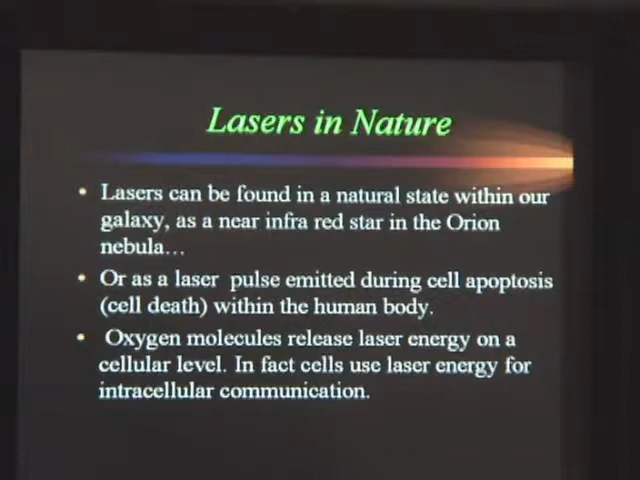 Lasers in Nature
• Lasers can be found in a natural state within our
galaxy, as a near infra red star in the Orion
nebula…
• Or as a laser pulse emitted during cell apoptosis
(cell death) within the human body.
• Oxygen molecules release laser energy on a
cellular level. In fact cells use laser energy for
intracellular communication.